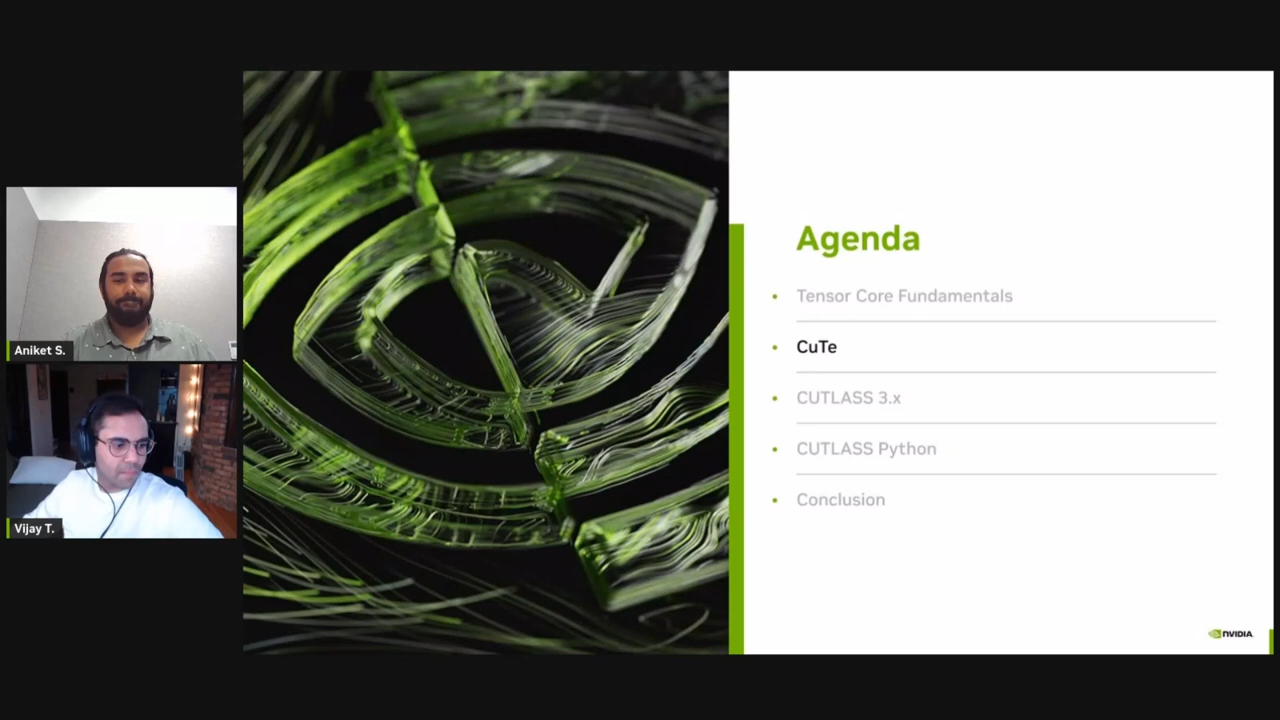 Aniket S.
Vijay T.
Agenda
Tensor Core Fundamentals
CuTe
CUTLASS 3.x
CUTLASS Python
Conclusion
NVIDIA